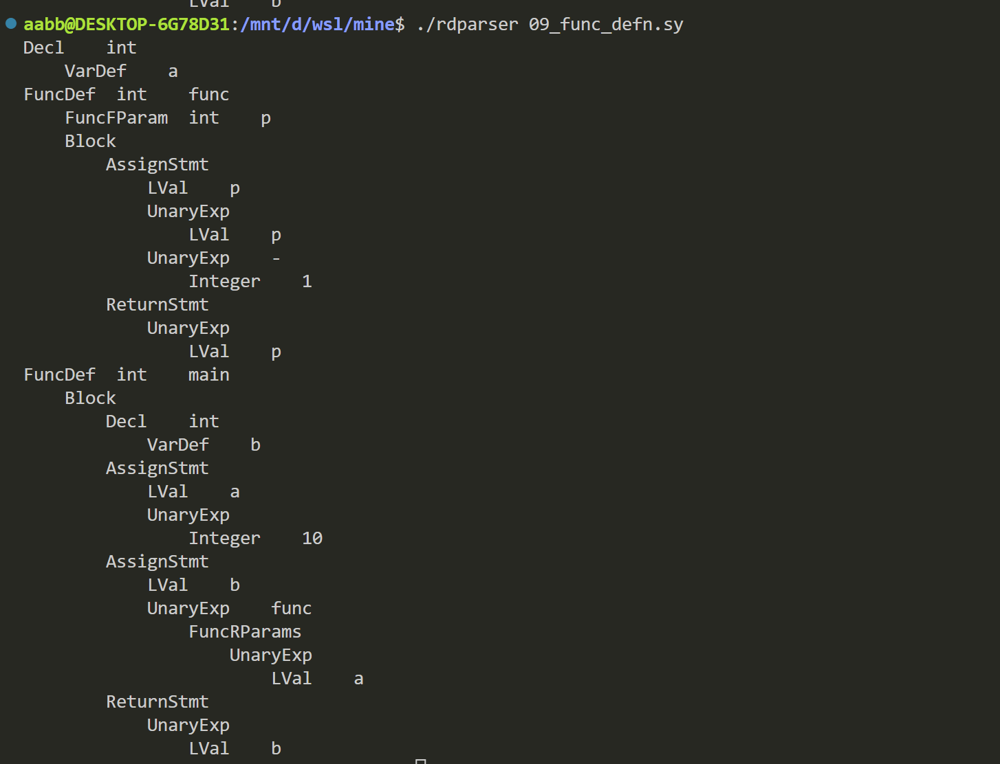 LVal    b
aabb@DESKTOP-6G78D31:/mnt/d/wsl/mine$ ./rdparser 09_func_defn.sy
Decl    int
    VarDef    a
FuncDef  int    func
    FuncFParam  int    p
    Block
        AssignStmt
            LVal    p
            UnaryExp
                LVal    p
            UnaryExp    -
                Integer    1
        ReturnStmt
            UnaryExp
                LVal    p
FuncDef  int    main
    Block
        Decl    int
            VarDef    b
        AssignStmt
            LVal    a
            UnaryExp
                Integer    10
        AssignStmt
            LVal    b
            UnaryExp    func
                FuncRParams
                    UnaryExp
                        LVal    a
        ReturnStmt
            UnaryExp
                LVal    b